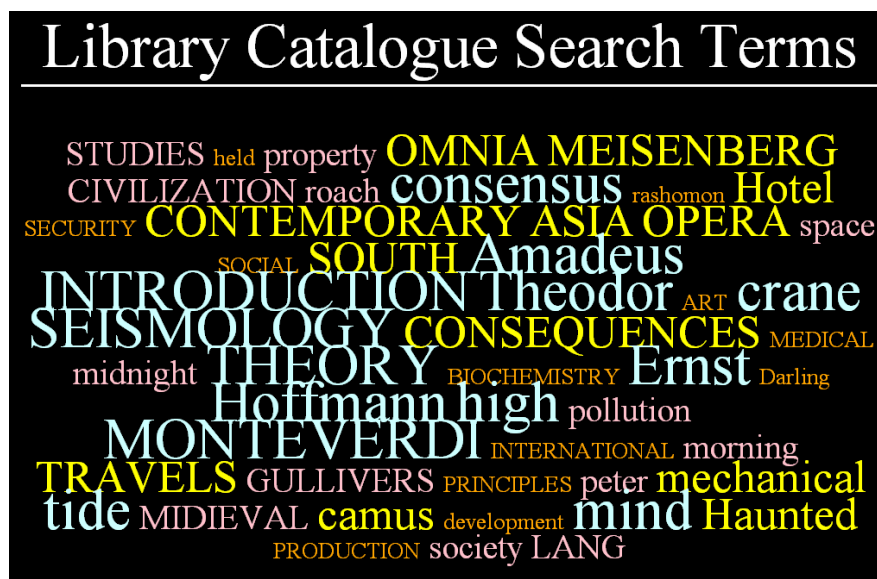 Library Catalogue Search Terms
STUDIES held property OMNIA MEISENBERG
CIVILIZATION roach consensus rashomon Hotel
SECURITY CONTEMPORARY ASIA OPERA space
SOCIAL SOUTH Amadeus
INTRODUCTION Theodor ART crane
SEISMOLOGY CONSEQUENCES MEDICAL
midnight THEORY BIOCHEMISTRY Ernst Darling
Hoffmann high pollution
MONTEVERDI INTERNATIONAL morning
TRAVELS GULLIVERS PRINCIPLES peter mechanical
tide MIDIEVAL camus development mind Haunted
PRODUCTION society LANG